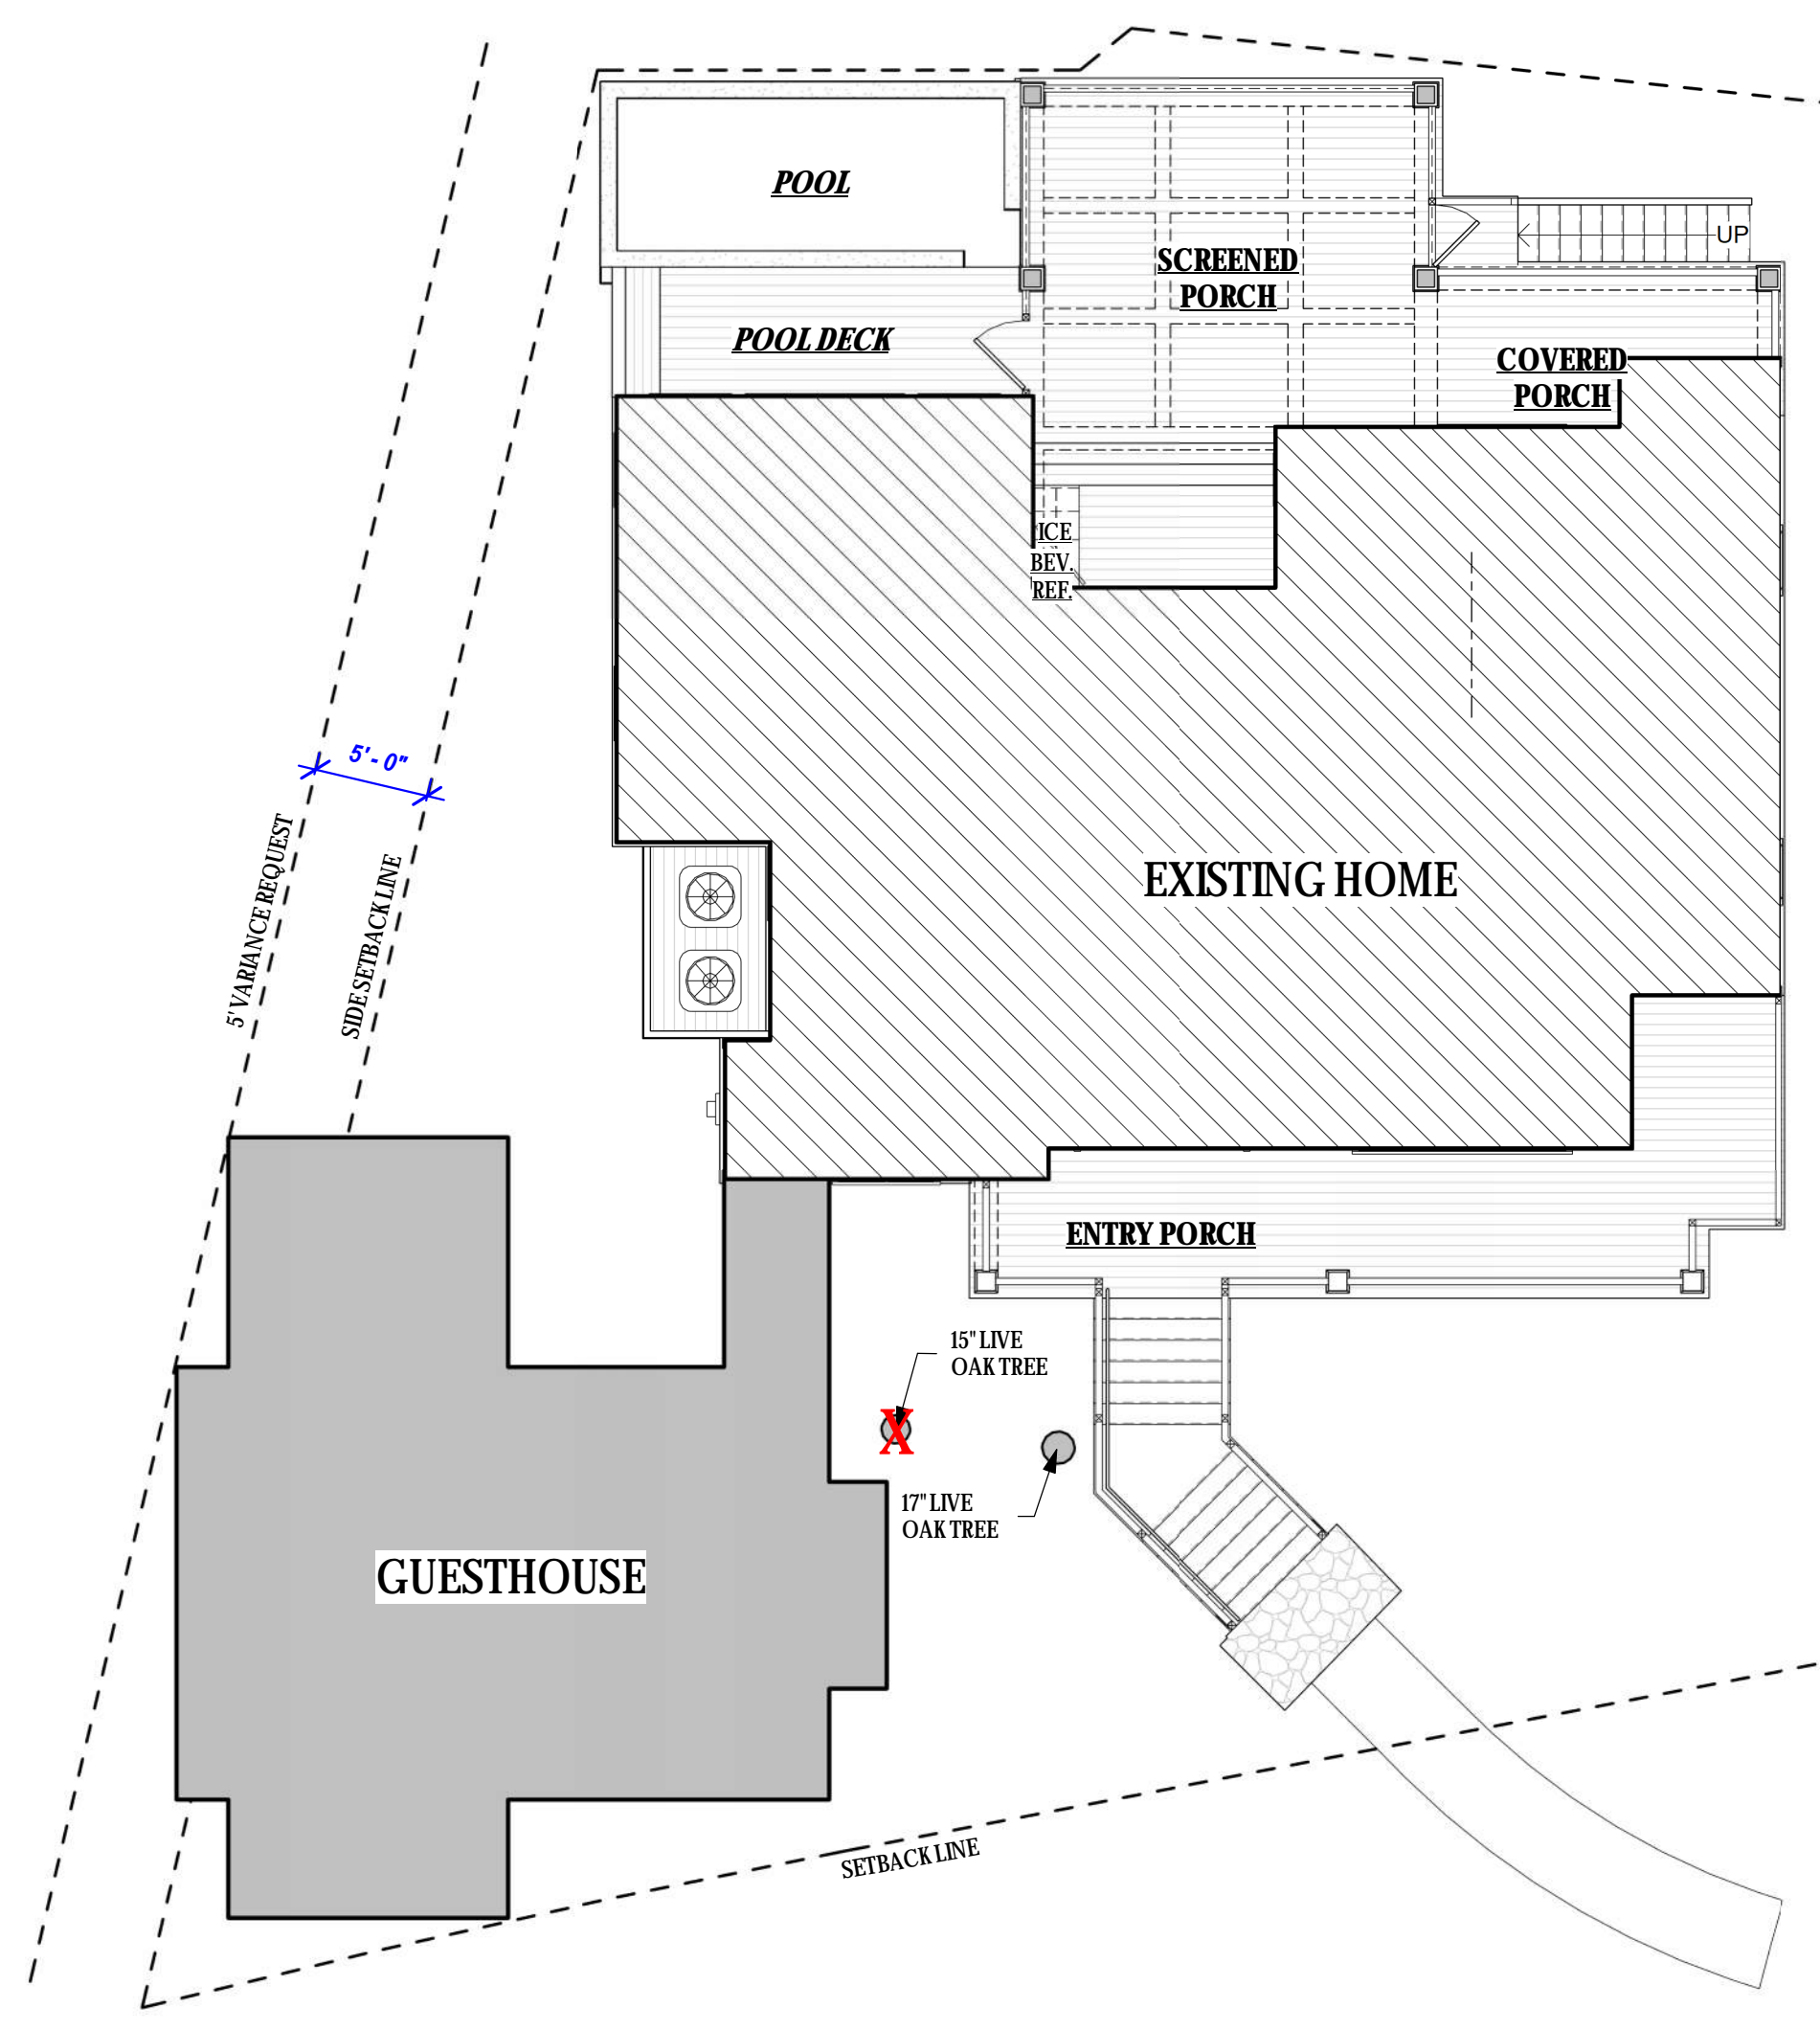 POOL
UP
SCREENED
PORCH
POOL DECK
COVERED
PORCH
ICE
BEV.
REF.
5' - 0"
5' VARIANCE REQUEST
SIDE SETBACK LINE
EXISTING HOME
ENTRY PORCH
15" LIVE
OAK TREE
X
17" LIVE
OAK TREE
GUESTHOUSE
SETBACK LINE